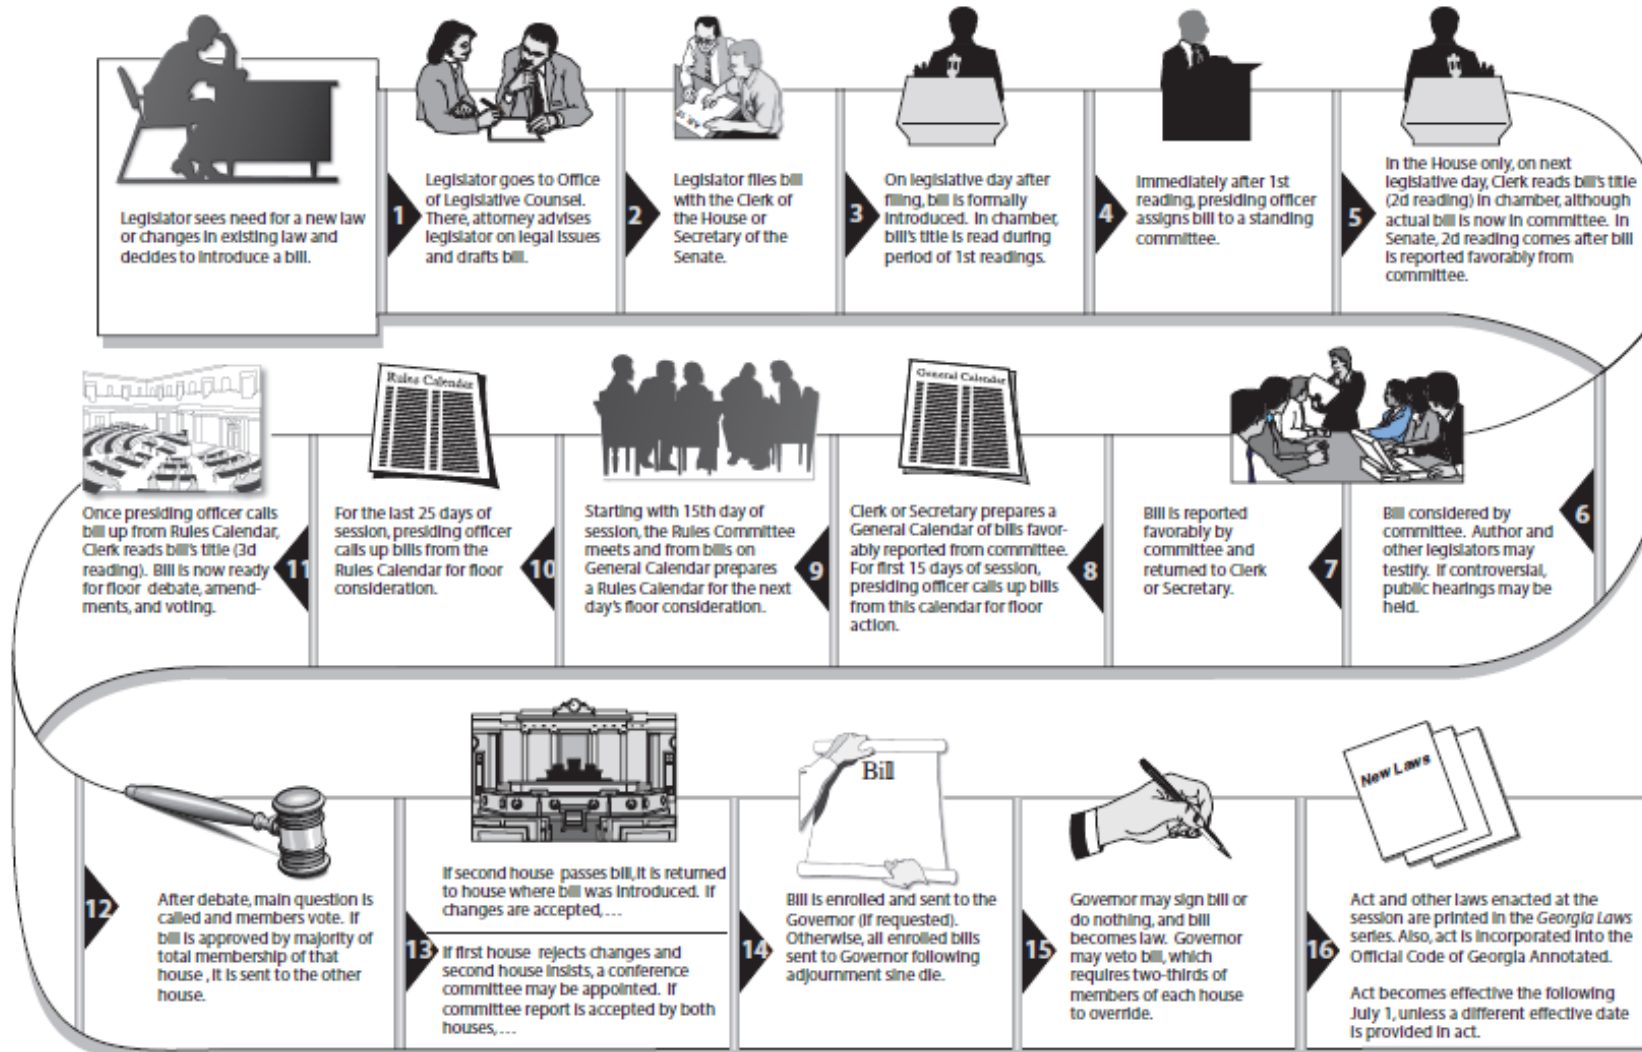 Legislator sees need for a new law
or changes in existing law and
decides to introduce a bill.
1
Legislator goes to Office
of Legislative Counsel.
There, attorney advises
legislator on legal issues
and drafts bill.
2
Legislator files bill
with the Clerk of
the House or
Secretary of the
Senate.
3
On legislative day after
filing, bill is formally
introduced. In chamber,
bill's title is read during
period of 1st readings.
4
Immediately after 1st
reading, presiding officer
assigns bill to a standing
committee.
5
In the House only, on next
legislative day, Clerk reads bill's title
(2d reading) in chamber, although
actual bill is now in committee. In
Senate, 2d reading comes after bill
is reported favorably from
committee.
6
Bill considered by
committee. Author and
other legislators may
testify. If controversial,
public hearings may be
held.
7
Bill is reported
favorably by
committee and
returned to Clerk
or Secretary.
8
General Calendar
Clerk or Secretary prepares a
General Calendar of bills favor-
ably reported from committee.
For first 15 days of session,
presiding officer calls up bills
from this calendar for floor
action.
9
Starting with 15th day of
session, the Rules Committee
meets and from bills on
General Calendar prepares
a Rules Calendar for the next
day's floor consideration.
10
Rules Calendar
For the last 25 days of
session, presiding officer
calls up bills from the
Rules Calendar for floor
consideration.
11
Once presiding officer calls
bill up from Rules Calendar,
Clerk reads bill's title (3d
reading). Bill is now ready
for floor debate, amend-
ments, and voting.
12
After debate, main question is
called and members vote. If
bill is approved by majority of
total membership of that
house, it is sent to the other
house.
13
If second house passes bill, it is returned
to house where bill was introduced. If
changes are accepted, ...
If first house rejects changes and
second house insists, a conference
committee may be appointed. If
committee report is accepted by both
houses, ...
14
Bill
Bill is enrolled and sent to the
Governor (if requested).
Otherwise, all enrolled bills
sent to Governor following
adjournment sine die.
15
Governor may sign bill or
do nothing, and bill
becomes law. Governor
may veto bill, which
requires two-thirds of
members of each house
to override.
16
New Laws
Act and other laws enacted at the
session are printed in the Georgia Laws
series. Also, act is incorporated into the
Official Code of Georgia Annotated.
Act becomes effective the following
July 1, unless a different effective date
is provided in act.